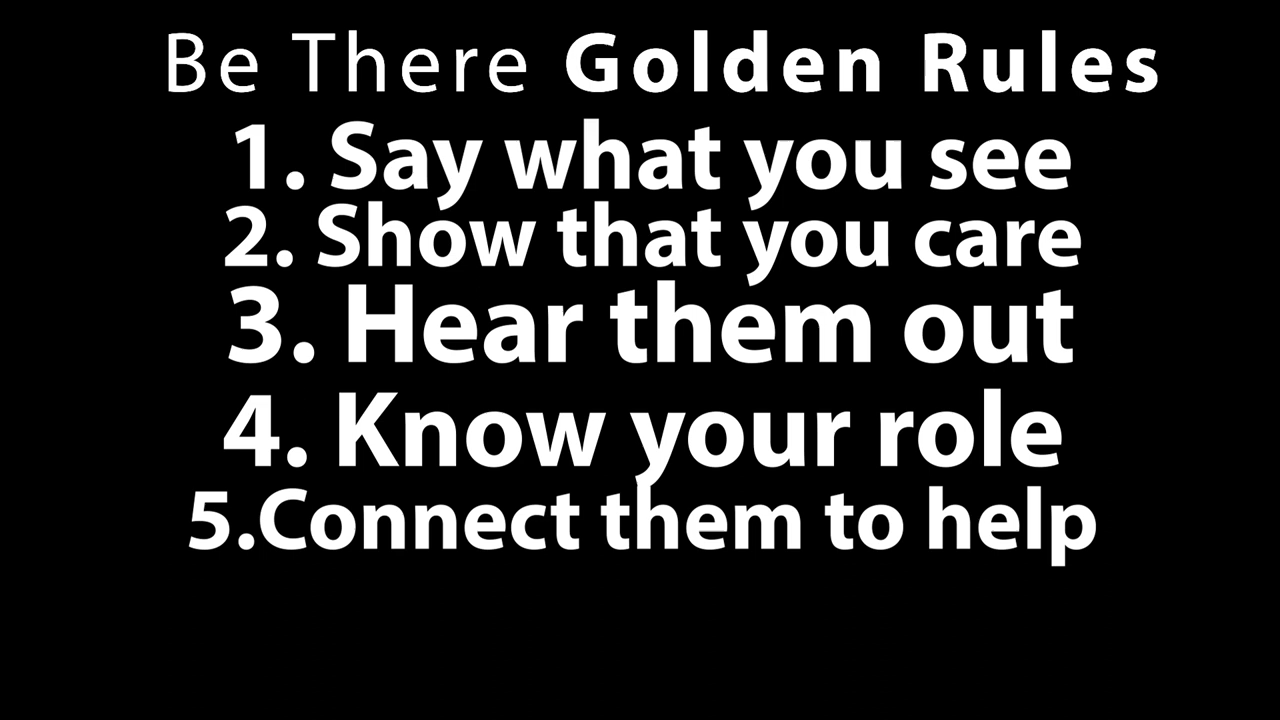 Be There Golden Rules
1. Say what you see
2. Show that you care
3. Hear them out
4. Know your role
5.Connect them to help